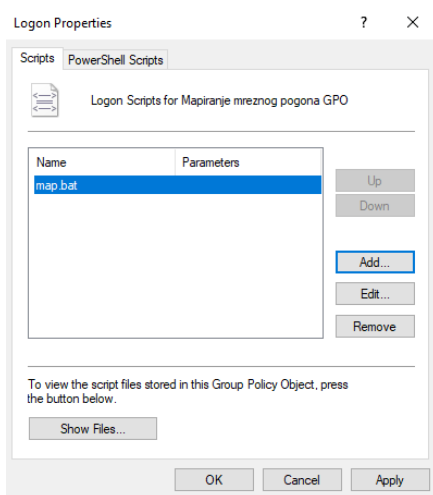 Logon Properties
?
Scripts
PowerShell Scripts
Logon Scripts for Mapiranje mreznog pogona GPO
Name
Parameters
map.bat
Up
Down
Add...
Edit...
Remove
To view the script files stored in this Group Policy Object, press
the button below.
Show Files...
OK
Cancel
Apply